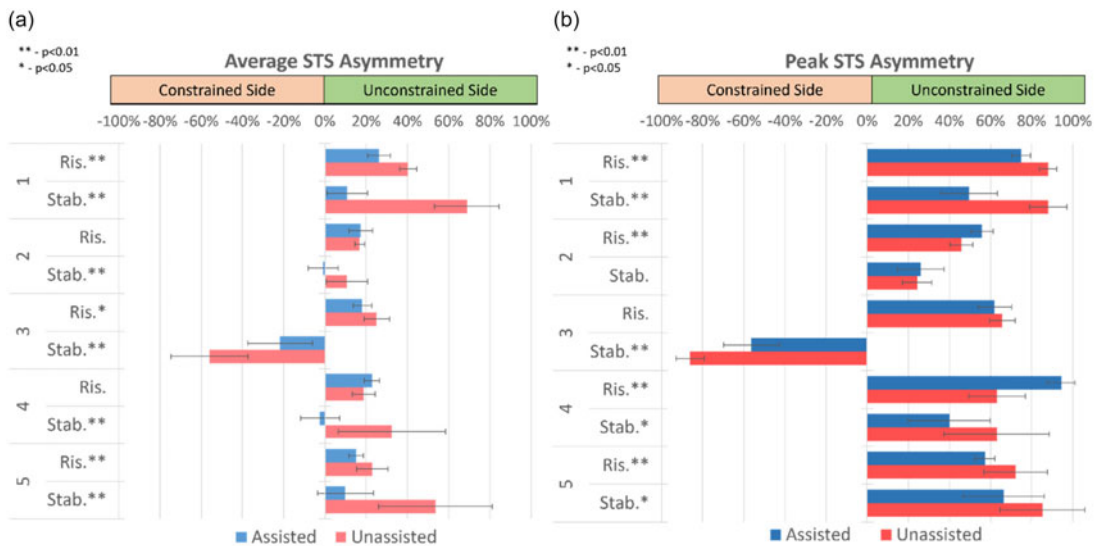 (a)
** - p<0.01
* - p<0.05
Average STS Asymmetry
Constrained Side Unconstrained Side
-100% -80% -60% -40% -20% 0% 20% 40% 60% 80% 100%
1
Ris.**
Stab.**
2
Ris.
Stab.**
3
Ris.*
Stab.**
4
Ris.
Stab.**
5
Ris.**
Stab.**
Assisted Unassisted
(b)
** - p<0.01
* - p<0.05
Peak STS Asymmetry
Constrained Side Unconstrained Side
-100% -80% -60% -40% -20% 0% 20% 40% 60% 80% 100%
1
Ris.**
Stab.**
2
Ris.**
Stab.
3
Ris.
Stab.**
4
Ris.**
Stab.*
5
Ris.**
Stab.*
Assisted Unassisted